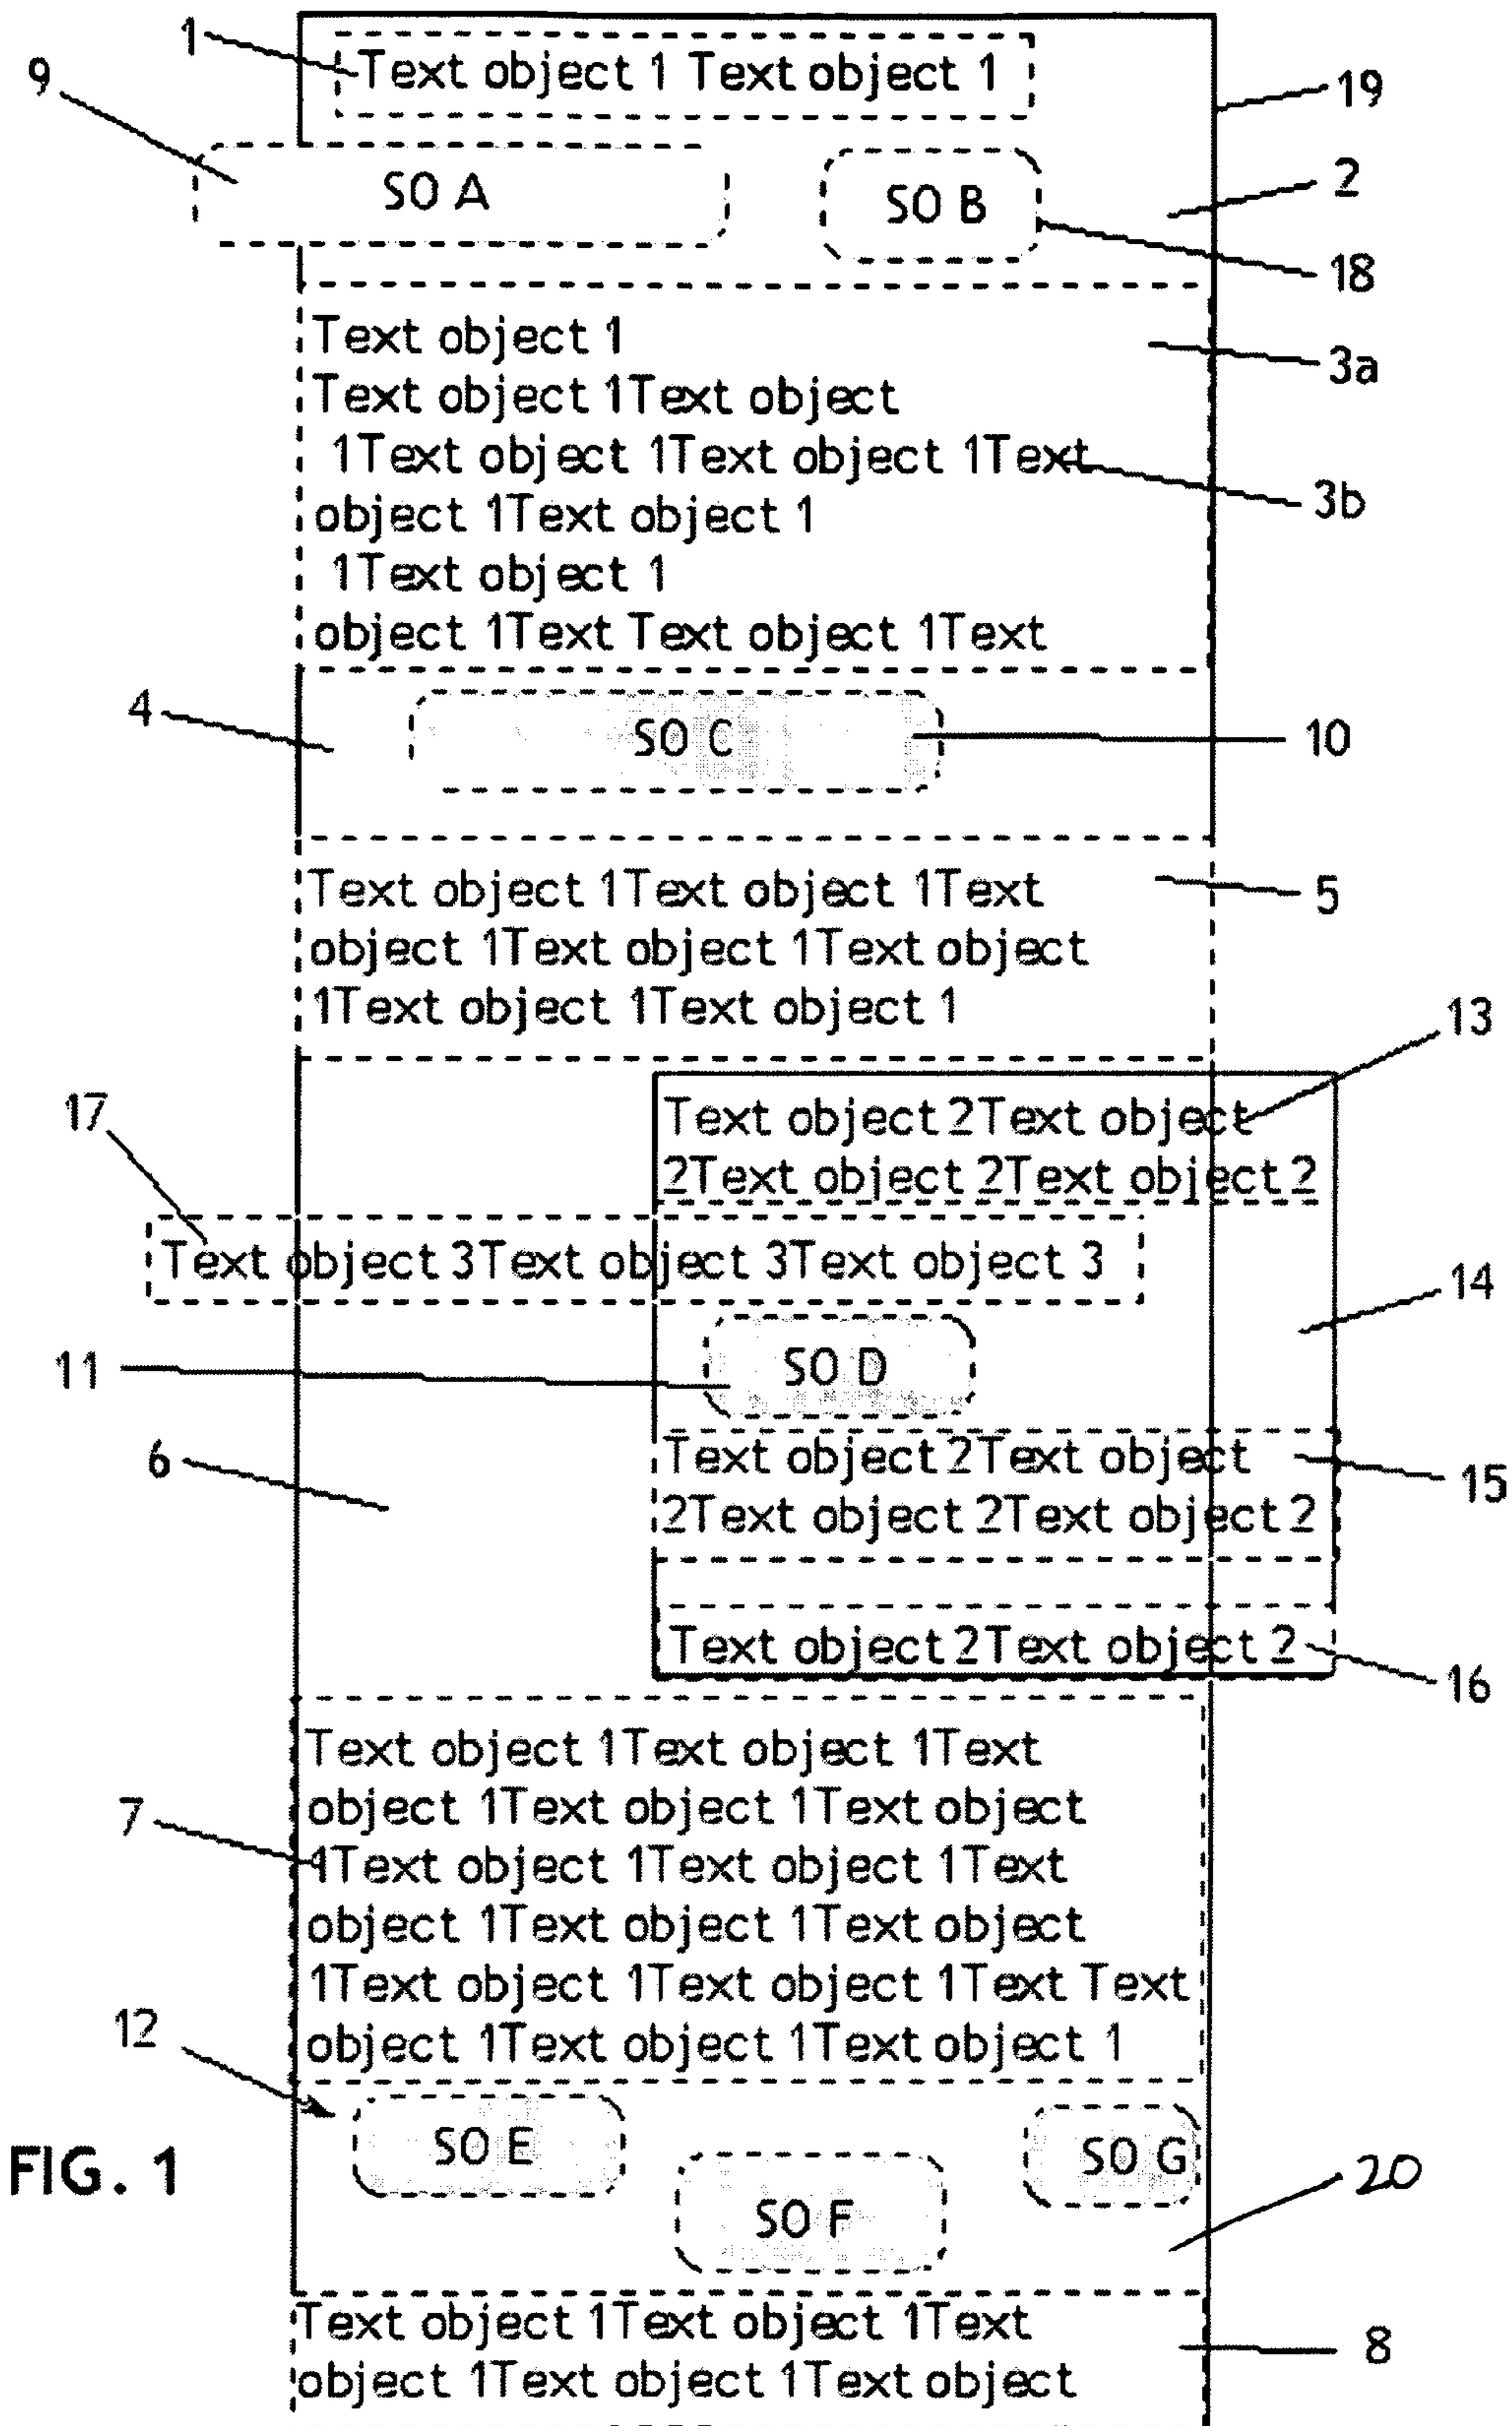 1
Text object 1 Text object 1
9
19
SO A
SO B
2
18
Text object 1
3a
Text object 1Text object
1Text object 1Text object 1Text
3b
object 1Text object 1
1Text object 1
object 1Text Text object 1Text
4
SO C
10
Text object 1Text object 1Text
5
object 1Text object 1Text object
1Text object 1Text object 1
13
17
Text object 2Text object
2Text object 2Text object 2
Text object 3Text object 3Text object 3
14
11
SO D
6
Text object 2Text object
15
2Text object 2Text object 2
Text object 2Text object 2
16
Text object 1Text object 1Text
7
object 1Text object 1Text object
1Text object 1Text object 1Text
object 1Text object 1Text object
1Text object 1Text object 1Text Text
12
object 1Text object 1Text object 1
SO E
SO G
FIG. 1
20
SO F
Text object 1Text object 1Text
8
object 1Text object 1Text object